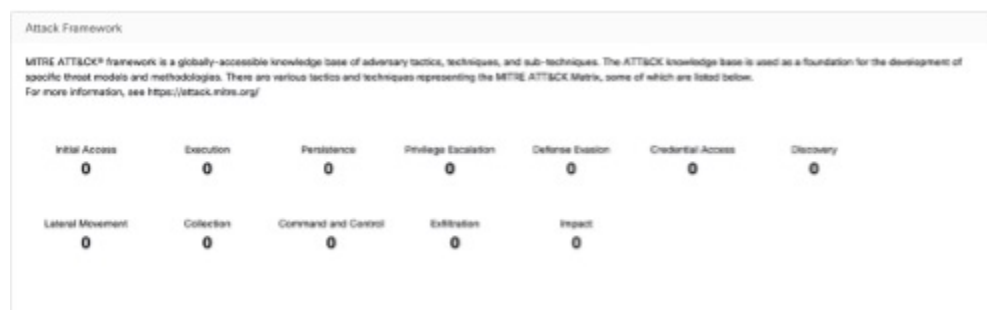 Attack Framework
MITRE ATT&CK® framework is a globally-accessible knowledge base of adversary tactics, techniques, and sub-techniques. The ATT&CK knowledge base is used as a foundation for the development of
specific threat models and methodologies. There are various tactics and techniques representing the MITRE ATT&CK Matrix, some of which are listed below.
For more information, see https://attack.mitre.org/
Initial Access Execution Persistence Privilege Escalation Defense Evasion Credential Access Discovery
0 0 0 0 0 0 0
Lateral Movement Collection Command and Control Exfiltration Impact
0 0 0 0 0